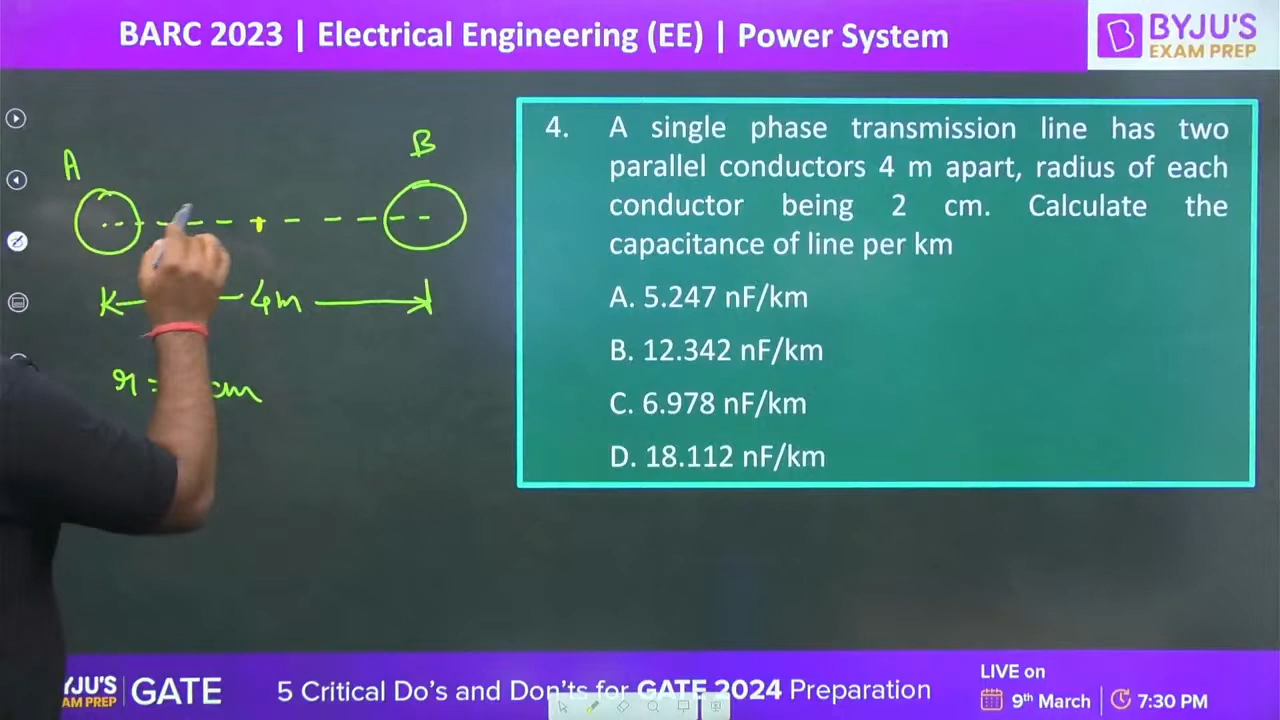 BARC 2023 | Electrical Engineering (EE) | Power System
BYJU'S
EXAM PREP
A
B
4m
r =
cm
4. A single phase transmission line has two
parallel conductors 4 m apart, radius of each
conductor being 2 cm. Calculate the
capacitance of line per km
A. 5.247 nF/km
B. 12.342 nF/km
C. 6.978 nF/km
D. 18.112 nF/km
GATE
5 Critical Do's and Don'ts for GATE 2024 Preparation
LIVE on
9th March
7:30 PM